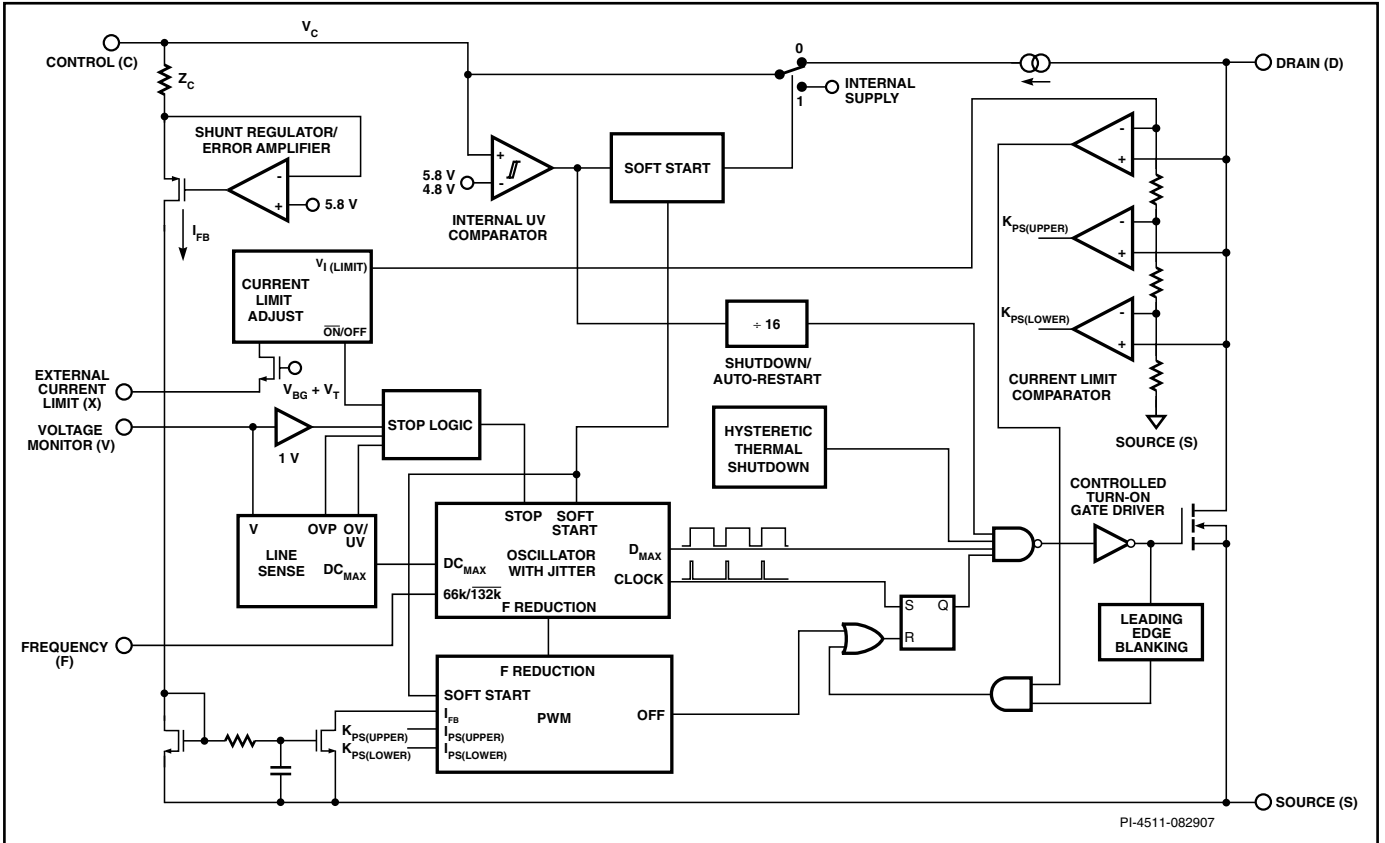 V_C
CONTROL (C)
Z_C
0
1
INTERNAL
SUPPLY
DRAIN (D)
SHUNT REGULATOR/
ERROR AMPLIFIER
-
+
5.8 V
I_FB
+
-
5.8 V
4.8 V
INTERNAL UV
COMPARATOR
SOFT START
-
+
K_PS(UPPER)
-
+
K_PS(LOWER)
-
+
CURRENT LIMIT
COMPARATOR
SOURCE (S)
V_I (LIMIT)
CURRENT
LIMIT
ADJUST
ON/OFF
÷ 16
SHUTDOWN/
AUTO-RESTART
EXTERNAL
CURRENT
LIMIT (X)
V_BG + V_T
VOLTAGE
MONITOR (V)
1 V
STOP LOGIC
HYSTERETIC
THERMAL
SHUTDOWN
CONTROLLED
TURN-ON
GATE DRIVER
V
OVP
OV/
UV
LINE
SENSE
DC_MAX
STOP
SOFT
START
DC_MAX
OSCILLATOR
WITH JITTER
D_MAX
CLOCK
66k/132k
F REDUCTION
S
Q
R
LEADING
EDGE
BLANKING
FREQUENCY
(F)
F REDUCTION
SOFT START
PWM
OFF
I_FB
K_PS(UPPER)
I_PS(UPPER)
K_PS(LOWER)
I_PS(LOWER)
SOURCE (S)
PI-4511-082907